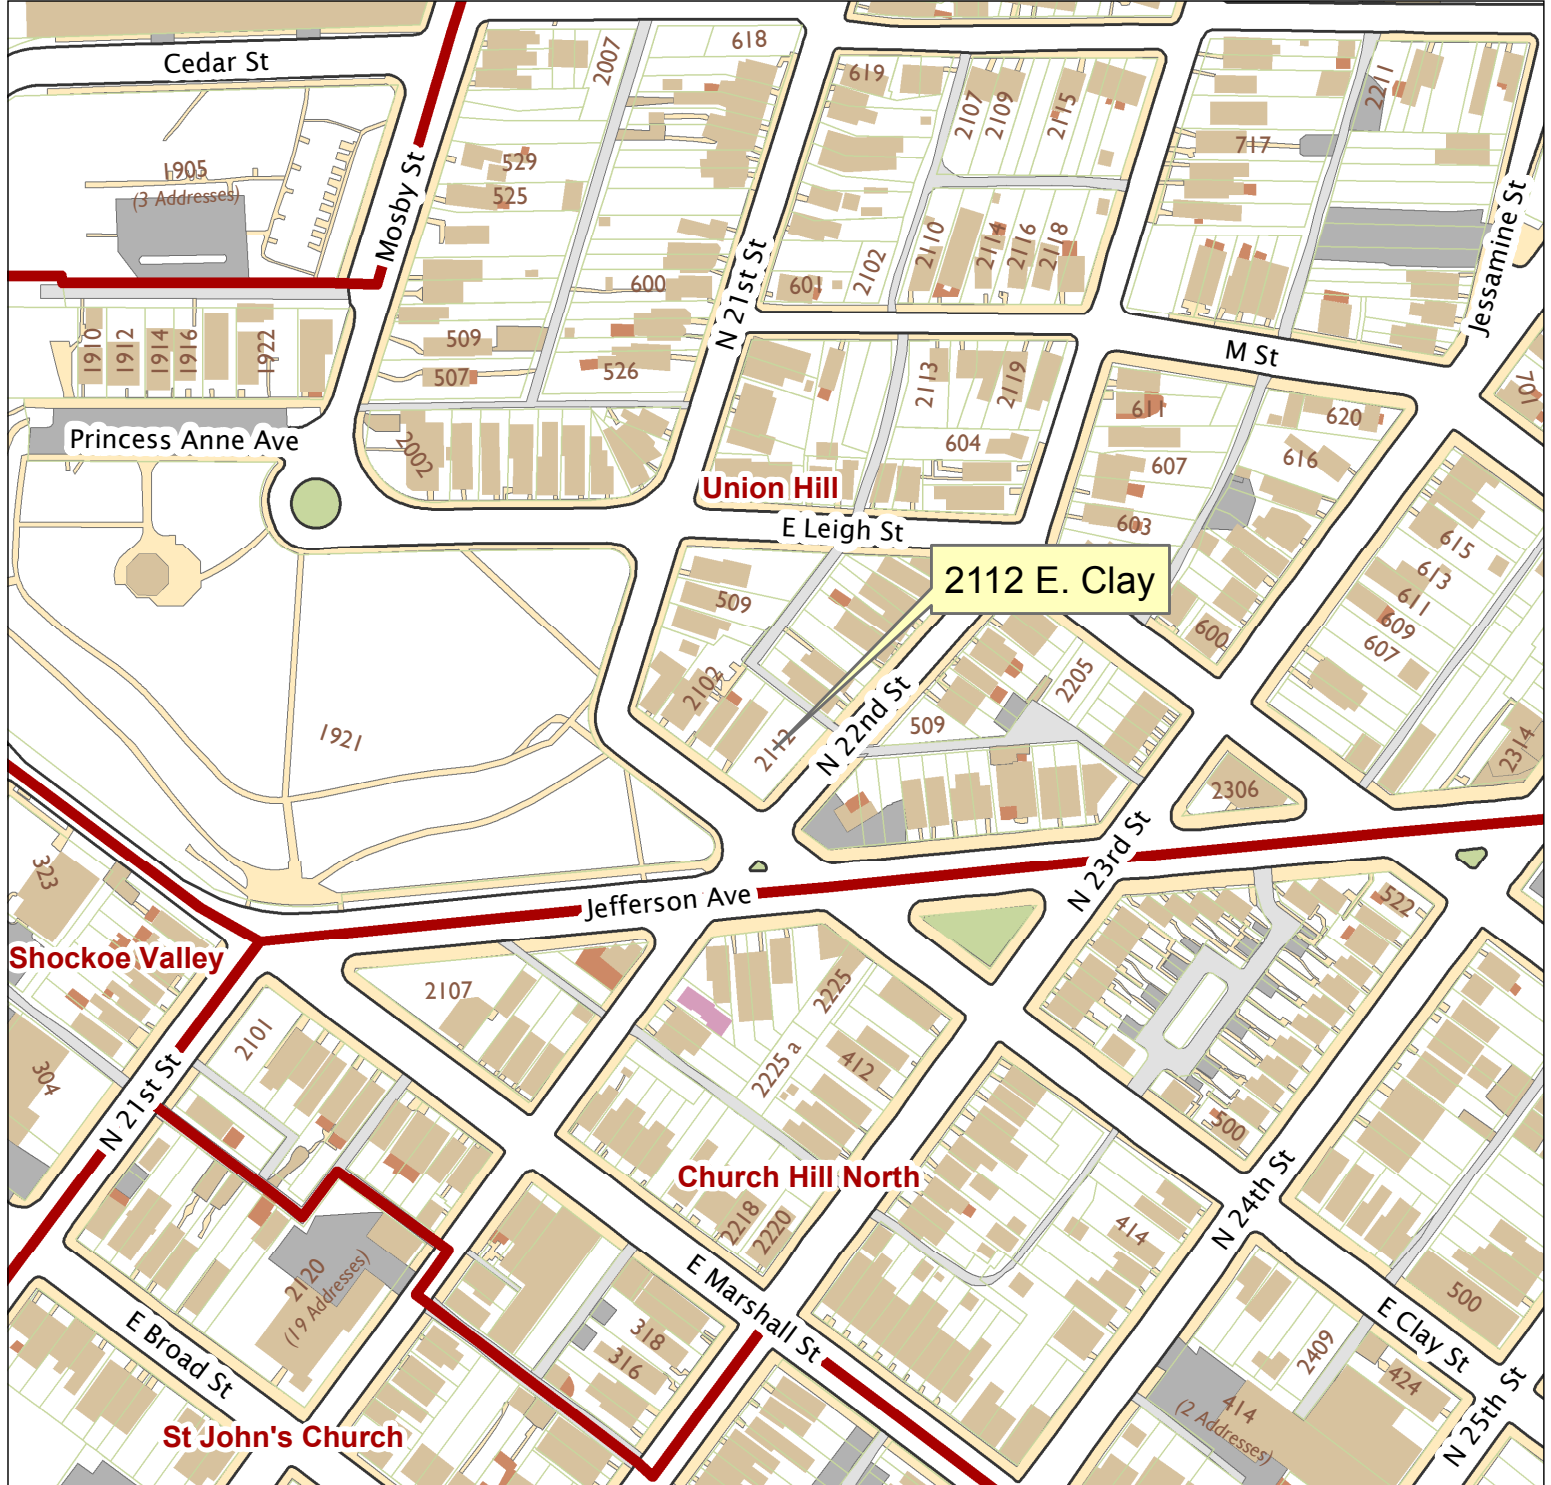 Cedar St
2007
618
619
2107
2109
2115
2211
717
1905
(3 Addresses)
529
525
Mosby St
N 21st St
2110
2114
2116
2118
2102
601
600
Jessamine St
1910
1912
1914
1916
1922
509
507
526
M St
2113
2119
701
611
620
Princess Anne Ave
2002
604
607
616
Union Hill
603
E Leigh St
615
613
611
609
607
2112 E. Clay
509
600
2102
2205
2112
N 22nd St
509
1921
2314
2306
N 23rd St
323
Jefferson Ave
522
Shockoe Valley
2107
2225
2101
2225 a
412
304
N 21st St
500
Church Hill North
2218
2220
414
N 24th St
2120
(19 Addresses)
E Marshall St
E Broad St
318
316
500
E Clay St
2409
424
414
(2 Addresses)
N 25th St
St John's Church